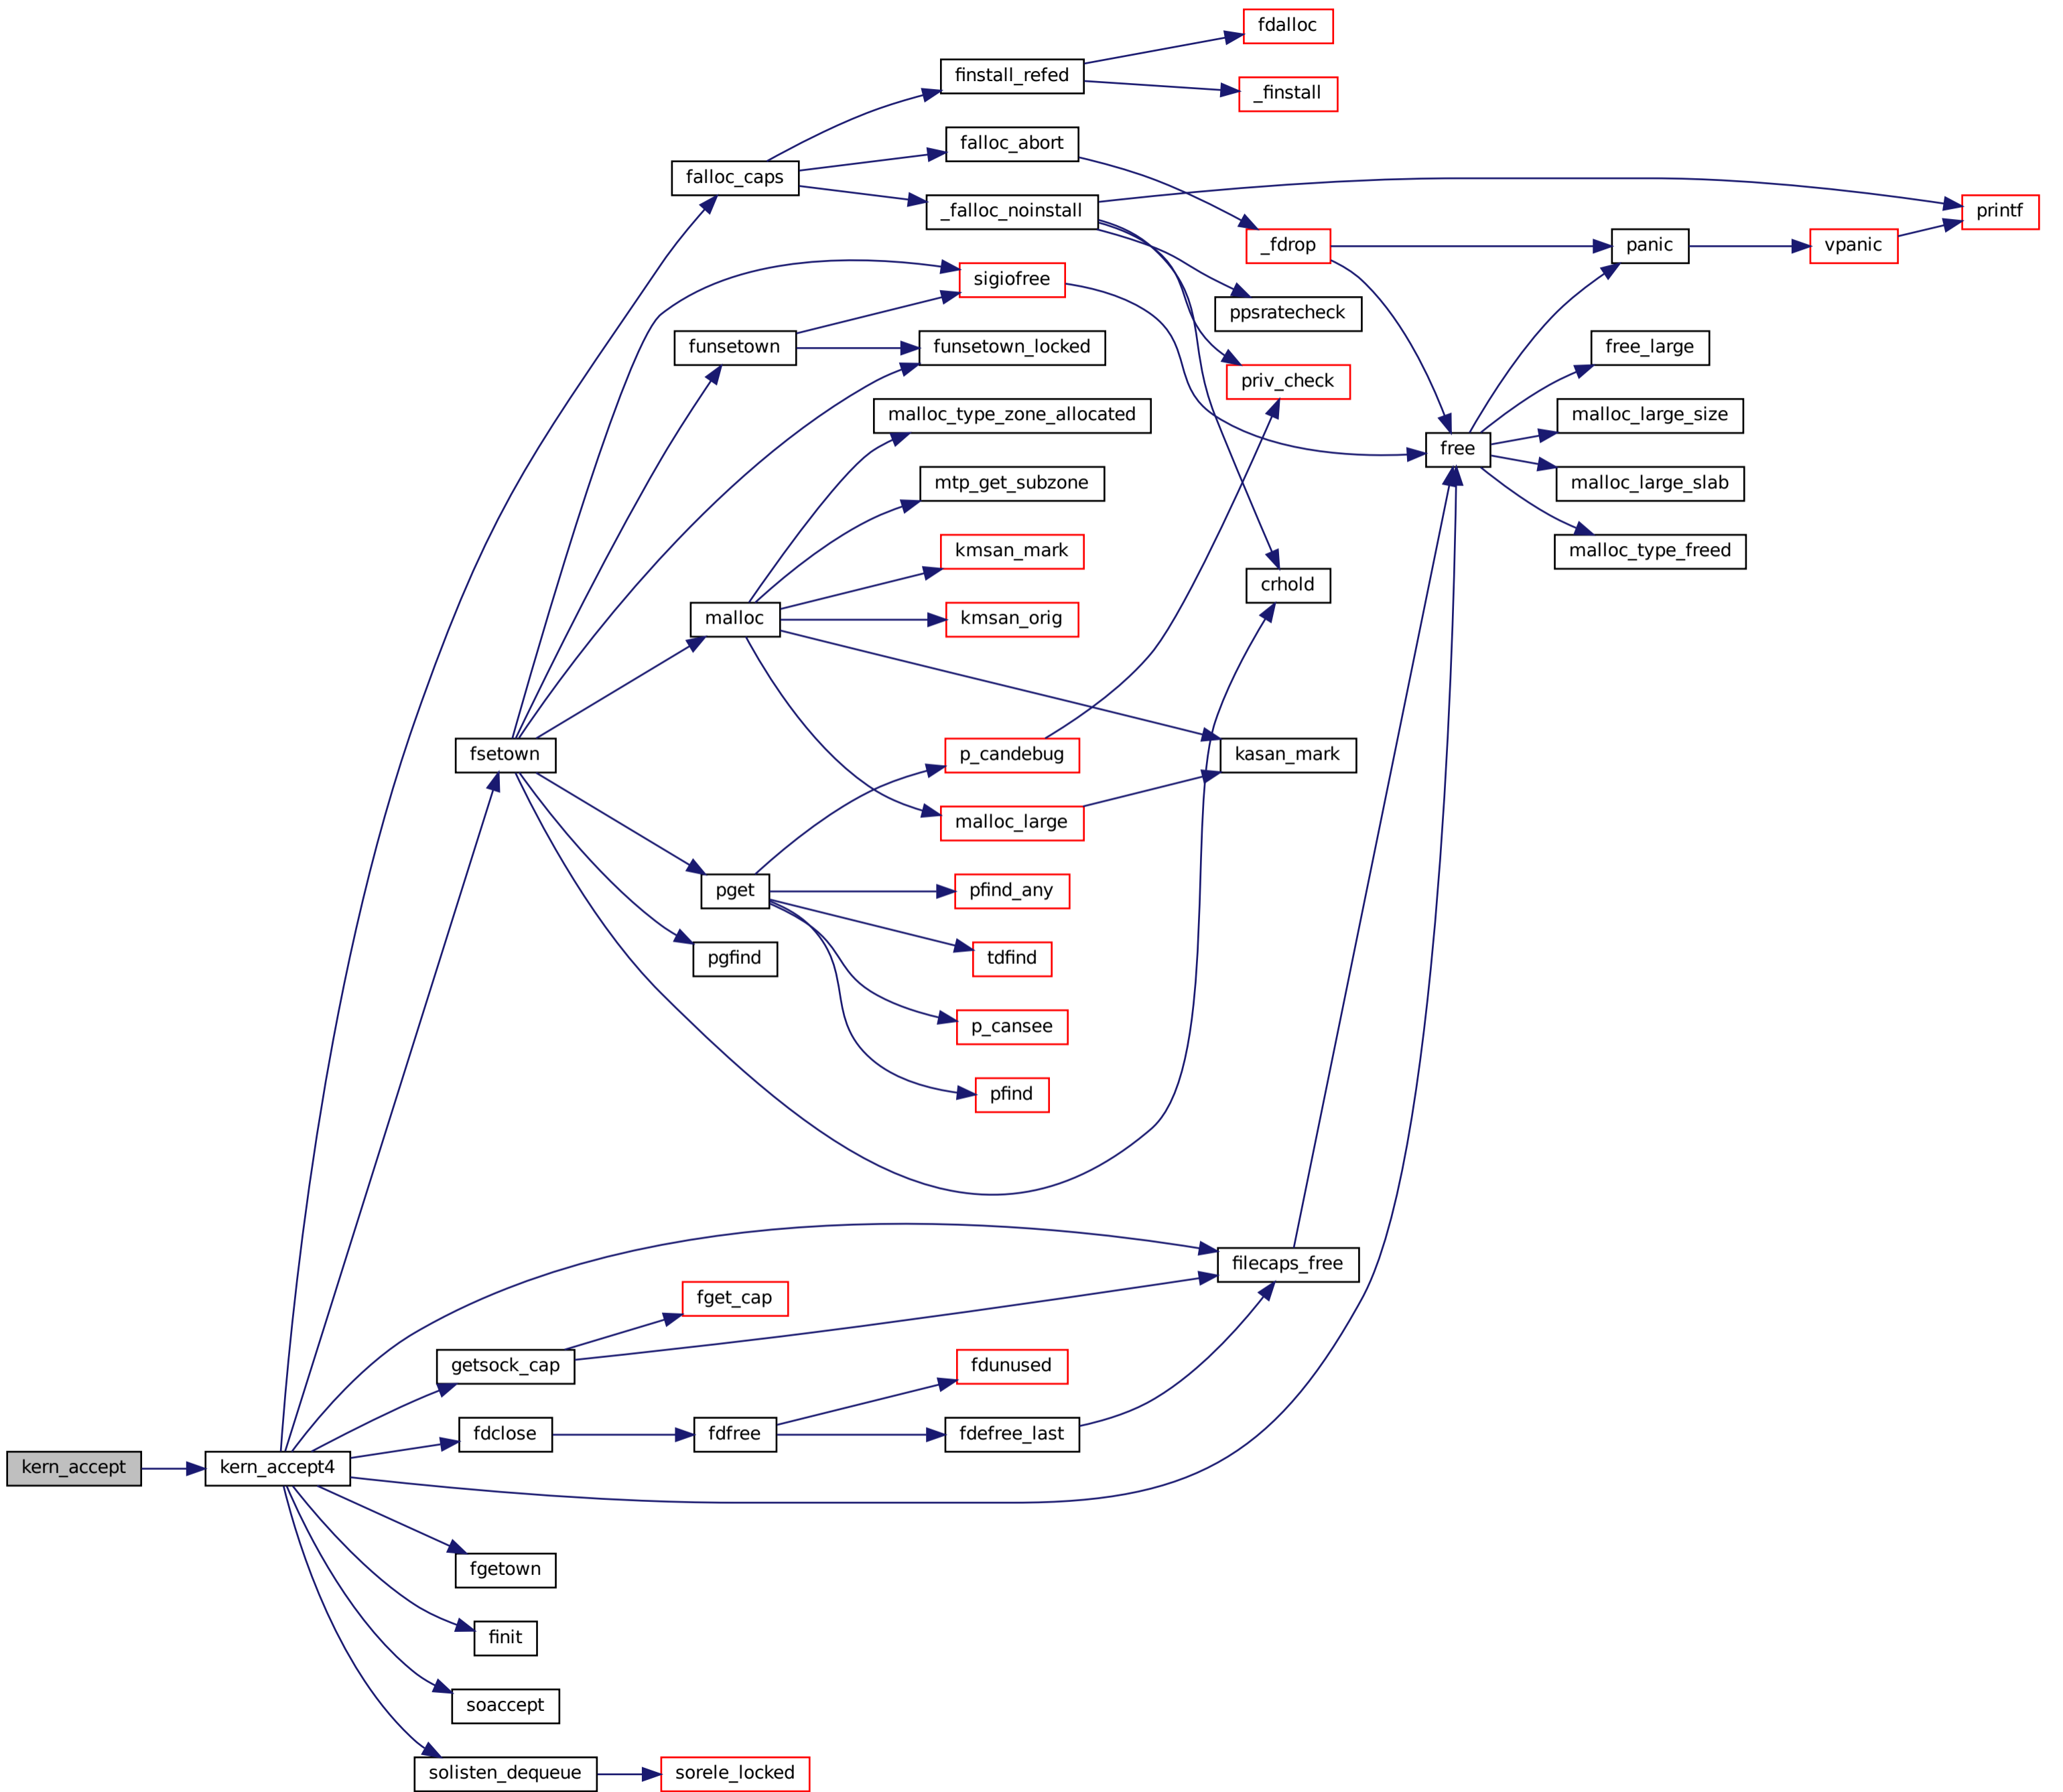 fdalloc
finstall_refed
_finstall
falloc_abort
falloc_caps
_falloc_noinstall
printf
_fdrop
panic
vpanic
sigiofree
ppsratecheck
funsetown
funsetown_locked
free_large
priv_check
malloc_type_zone_allocated
malloc_large_size
free
mtp_get_subzone
malloc_large_slab
kmsan_mark
malloc_type_freed
crhold
malloc
kmsan_orig
fsetown
p_candebug
kasan_mark
malloc_large
pget
pfind_any
pgfind
tdfind
p_cansee
pfind
filecaps_free
fget_cap
getsock_cap
fdunused
fdclose
fdfree
fdefree_last
kern_accept
kern_accept4
fgetown
finit
soaccept
solisten_dequeue
sorele_locked